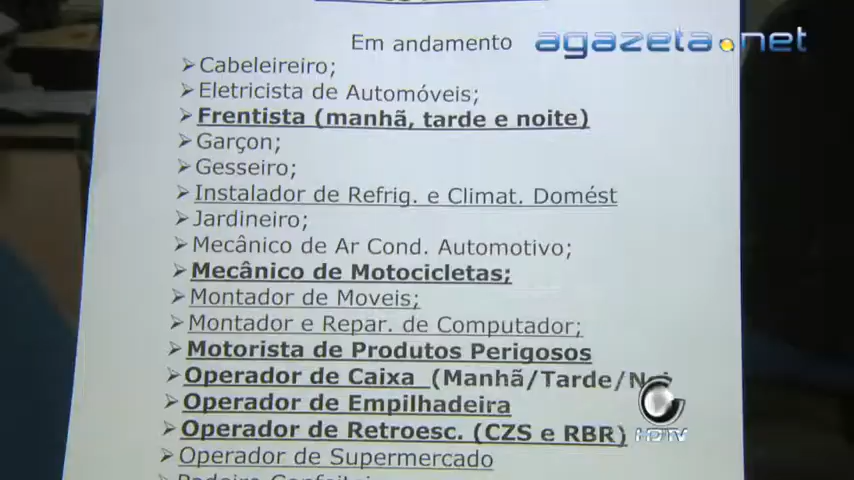 Em andamento
agazeta.net
➢Cabeleireiro;
➢Eletricista de Automóveis;
➢Frentista (manhã, tarde e noite)
➢Garçon;
➢Gesseiro;
➢Instalador de Refrig. e Climat. Domést
➢Jardineiro;
➢Mecânico de Ar Cond. Automotivo;
➢Mecânico de Motocicletas;
➢Montador de Moveis;
➢Montador e Repar. de Computador;
➢Motorista de Produtos Perigosos
➢Operador de Caixa (Manhã/Tarde/
➢Operador de Empilhadeira
➢Operador de Retroesc. (CZS e RBR)
➢Operador de Supermercado
HDTV